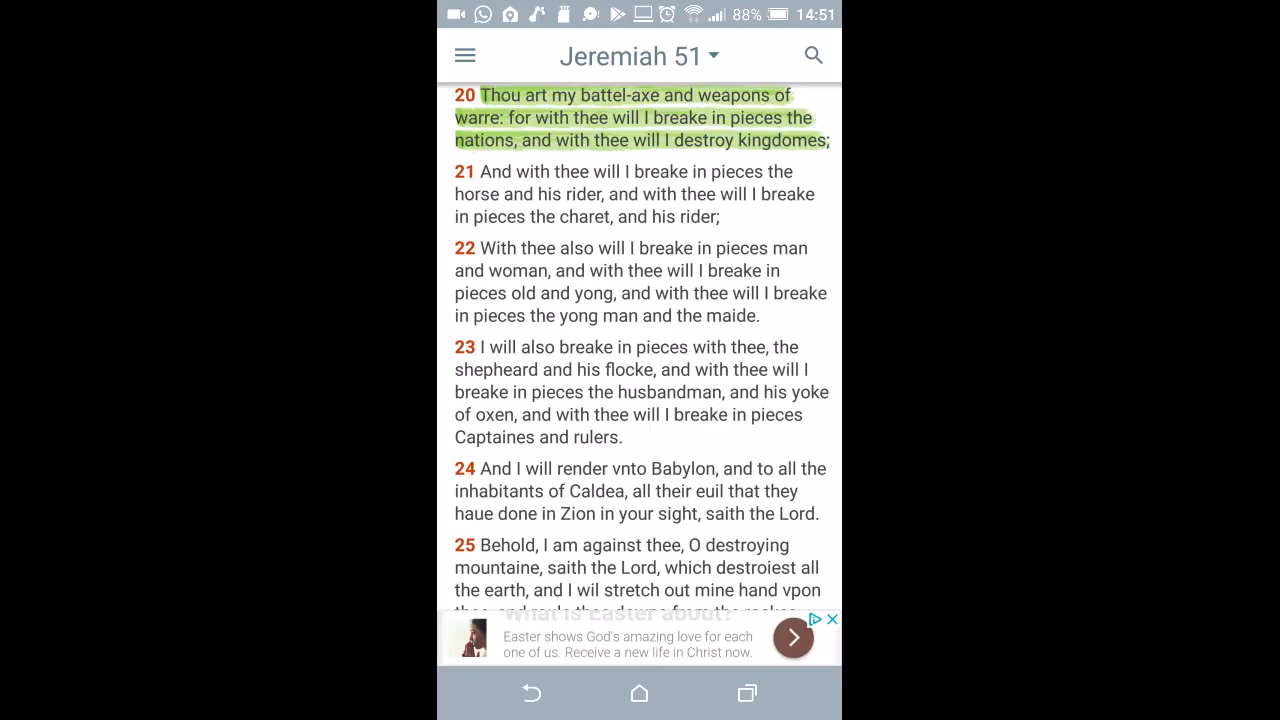 88% 14:51
Jeremiah 51
20 Thou art my battel-axe and weapons of
warre: for with thee will I breake in pieces the
nations, and with thee will I destroy kingdomes;
21 And with thee will I breake in pieces the
horse and his rider, and with thee will I breake
in pieces the charet, and his rider;
22 With thee also will I breake in pieces man
and woman, and with thee will I breake in
pieces old and yong, and with thee will I breake
in pieces the yong man and the maide.
23 I will also breake in pieces with thee, the
shepheard and his flocke, and with thee will I
breake in pieces the husbandman, and his yoke
of oxen, and with thee will I breake in pieces
Captaines and rulers.
24 And I will render vnto Babylon, and to all the
inhabitants of Caldea, all their euil that they
haue done in Zion in your sight, saith the Lord.
25 Behold, I am against thee, O destroying
mountaine, saith the Lord, which destroiest all
the earth, and I wil stretch out mine hand vpon
What is Easter about?
Easter shows God's amazing love for each
one of us. Receive a new life in Christ now.